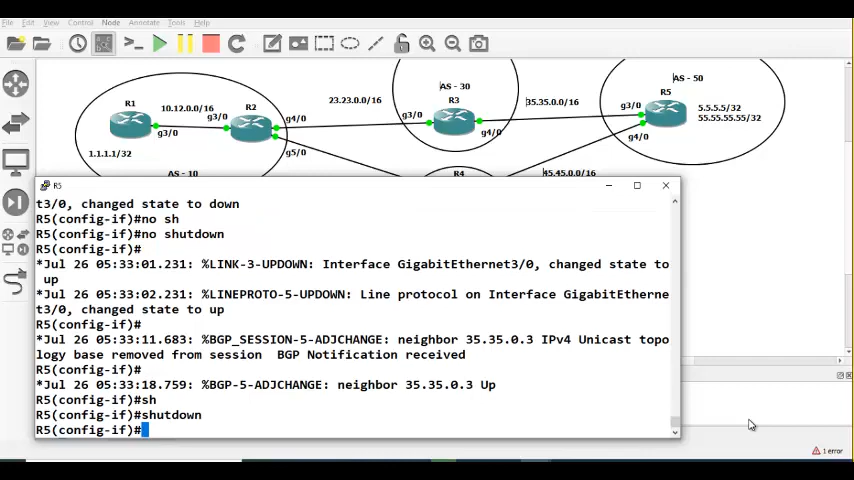 File Edit View Control Node Annotate Tools Help
AS - 30
AS - 50
R1
10.12.0.0/16
R2
23.23.0.0/16
R3
35.35.0.0/16
R5
g3/0
g3/0
g4/0
g3/0
g4/0
g3/0
5.5.5.5/32
55.55.55.55/32
g4/0
g5/0
1.1.1.1/32
AS - 10
R4
45.45.0.0/16
R5
t3/0, changed state to down
R5(config-if)#no sh
R5(config-if)#no shutdown
R5(config-if)#
*Jul 26 05:33:01.231: %LINK-3-UPDOWN: Interface GigabitEthernet3/0, changed state to
up
*Jul 26 05:33:02.231: %LINEPROTO-5-UPDOWN: Line protocol on Interface GigabitEtherne
t3/0, changed state to up
R5(config-if)#
*Jul 26 05:33:11.683: %BGP_SESSION-5-ADJCHANGE: neighbor 35.35.0.3 IPv4 Unicast topo
logy base removed from session  BGP Notification received
R5(config-if)#
*Jul 26 05:33:18.759: %BGP-5-ADJCHANGE: neighbor 35.35.0.3 Up
R5(config-if)#sh
R5(config-if)#shutdown
R5(config-if)#
1 error